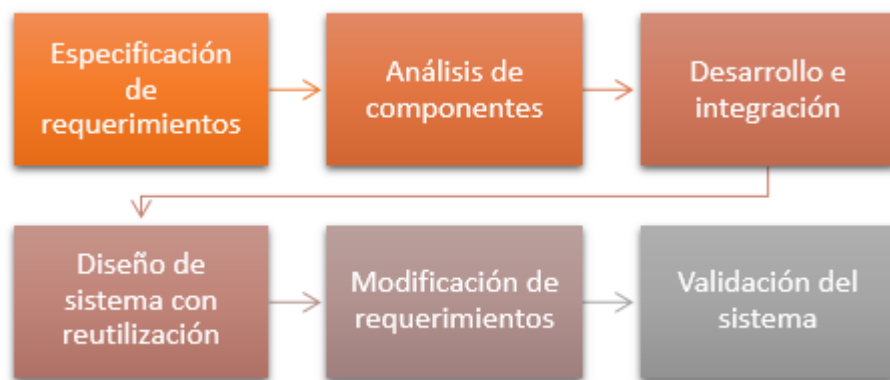 Especificación
de
requerimientos
Análisis de
componentes
Desarrollo e
integración
Diseño de
sistema con
reutilización
Modificación de
requerimientos
Validación del
sistema